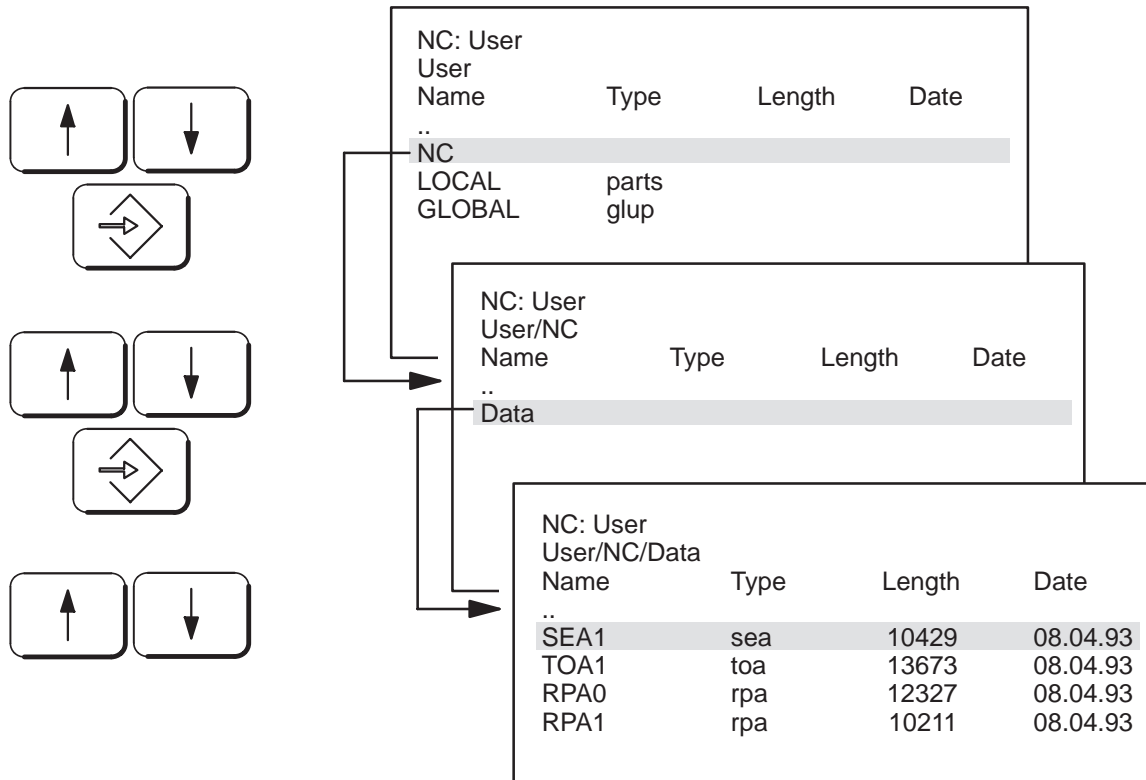 NC: User
User
Name Type Length Date
..
NC
LOCAL parts
GLOBAL glup
NC: User
User/NC
Name Type Length Date
..
Data
NC: User
User/NC/Data
Name Type Length Date
..
SEA1 sea 10429 08.04.93
TOA1 toa 13673 08.04.93
RPA0 rpa 12327 08.04.93
RPA1 rpa 10211 08.04.93